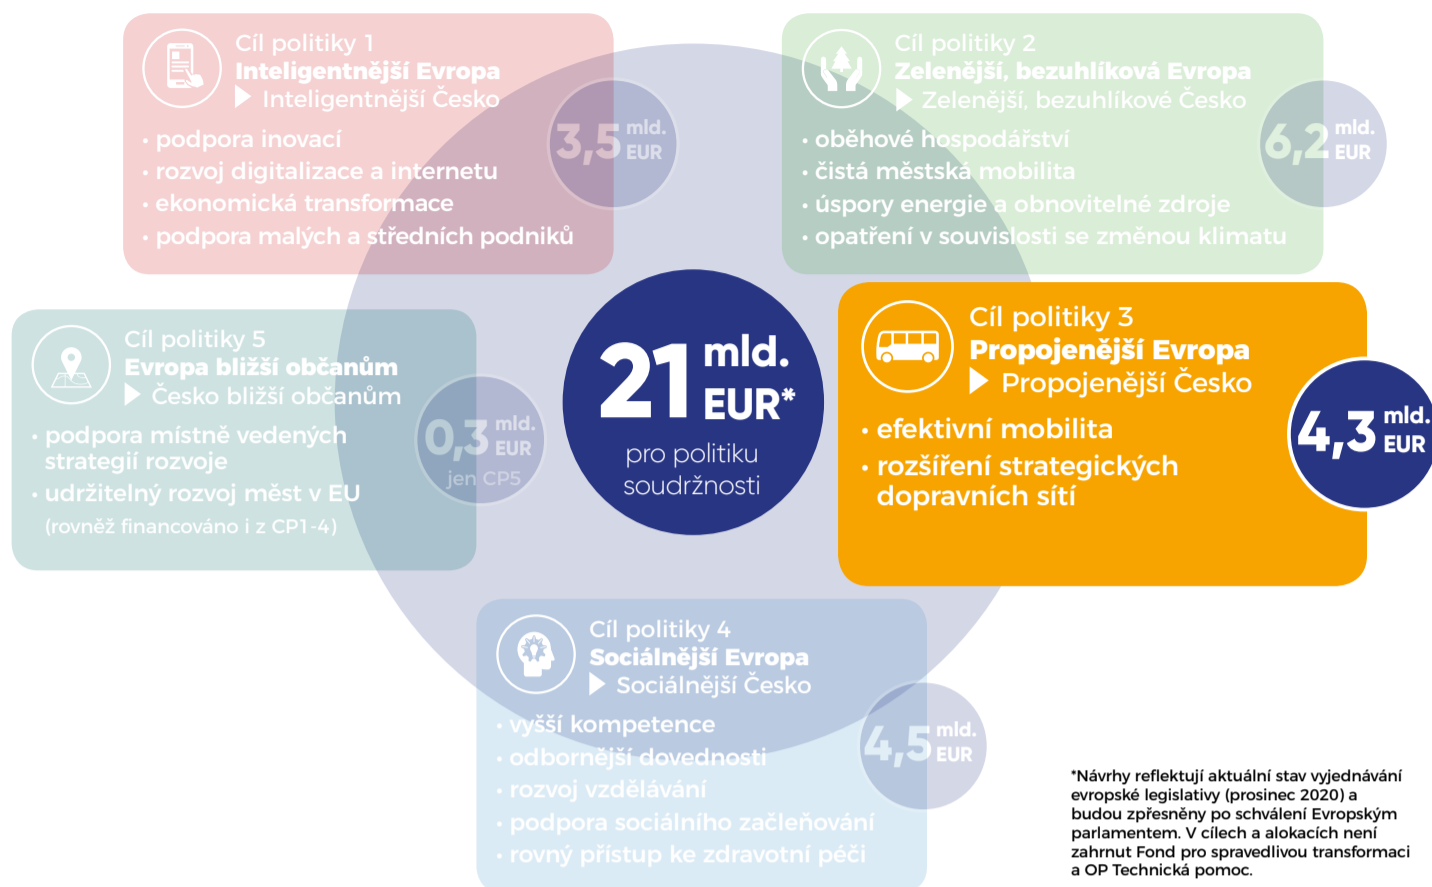 Cíl politiky 1
Inteligentnější Evropa
Inteligentnější Česko
• podpora inovací
• rozvoj digitalizace a internetu
• ekonomická transformace
• podpora malých a středních podniků
3,5 mld.
EUR
Cíl politiky 2
Zelenější, bezuhlíková Evropa
Zelenější, bezuhlíkové Česko
• oběhové hospodářství
• čistá městská mobilita
• úspory energie a obnovitelné zdroje
• opatření v souvislosti se změnou klimatu
6,2 mld.
EUR
Cíl politiky 5
Evropa bližší občanům
Česko bližší občanům
• podpora místně vedených
strategií rozvoje
• udržitelný rozvoj měst v EU
(rovněž financováno i z CP1-4)
0,3 mld.
EUR
jen CP5
21 mld.
EUR*
pro politiku
soudržnosti
Cíl politiky 3
Propojenější Evropa
Propojenější Česko
• efektivní mobilita
• rozšíření strategických
dopravních sítí
4,3 mld.
EUR
Cíl politiky 4
Sociálnější Evropa
Sociálnější Česko
• vyšší kompetence
• odbornější dovednosti
• rozvoj vzdělávání
• podpora sociálního začleňování
• rovný přístup ke zdravotní péči
4,5 mld.
EUR
*Návrhy reflektují aktuální stav vyjednávání
evropské legislativy (prosinec 2020) a
budou zpřesněny po schválení Evropským
parlamentem. V cílech a alokacích není
zahrnut Fond pro spravedlivou transformaci
a OP Technická pomoc.